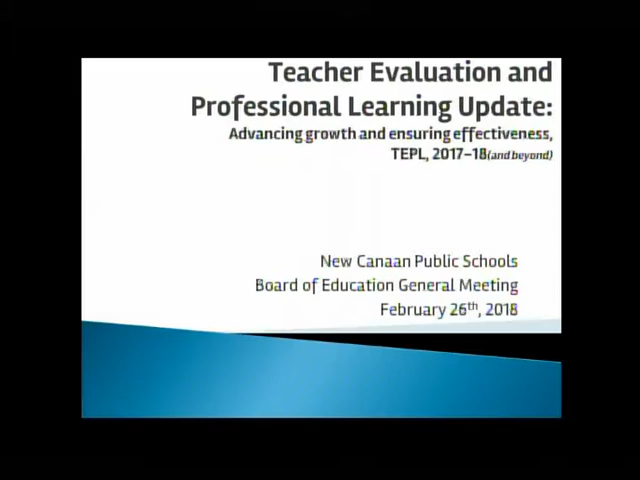 Teacher Evaluation and
Professional Learning Update:
Advancing growth and ensuring effectiveness,
TEPL, 2017–18(and beyond)
New Canaan Public Schools
Board of Education General Meeting
February 26th, 2018